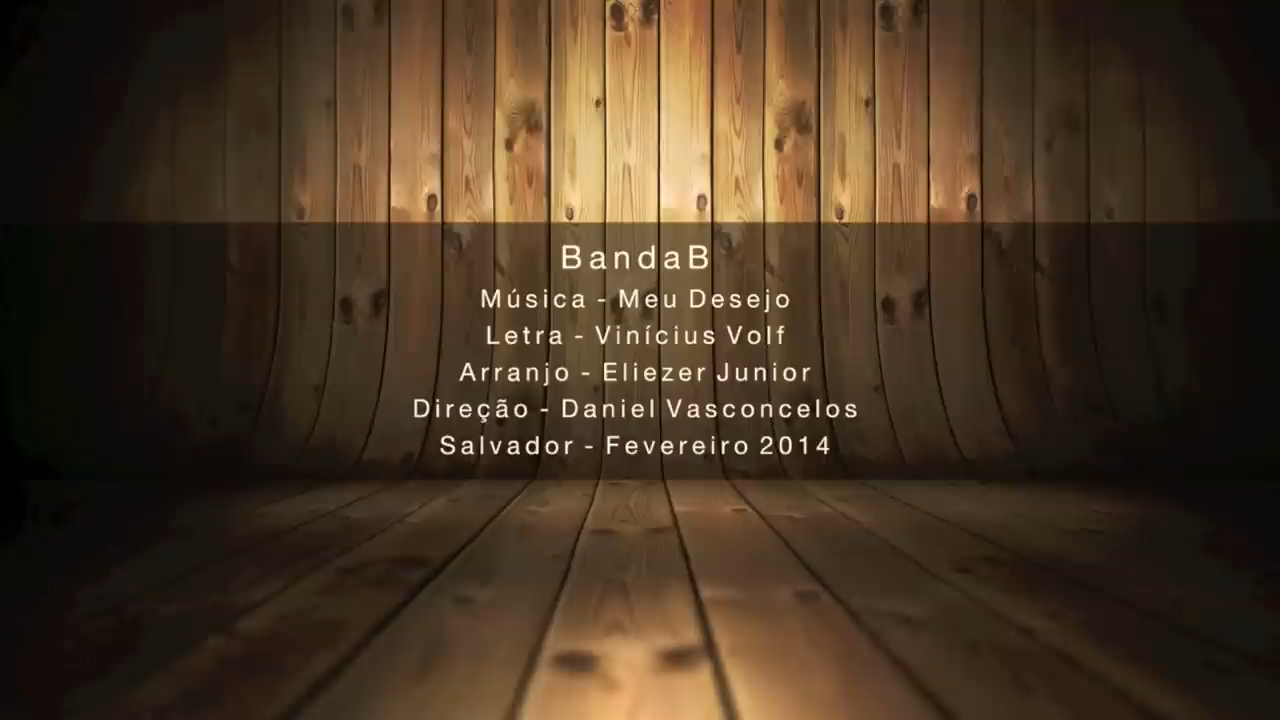 BandaB
Música - Meu Desejo
Letra - Vinícius Volf
Arranjo - Eliezer Junior
Direção - Daniel Vasconcelos
Salvador - Fevereiro 2014